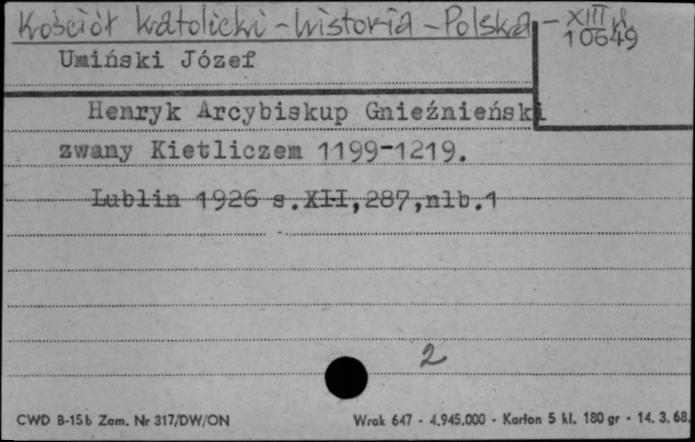 Kościół katolicki - historia - Polska - XIII w.
10649
Umiński Józef
Henryk Arcybiskup Gnieźnieński
zwany Kietliczem 1199-1219.
Lublin 1926 s.XII,287,nlb.1
2
CWD B-15b Zam. Nr 317/DW/ON Wrak 647 - 4.945.000 - Karton 5 kl. 180 gr - 14. 3. 68.